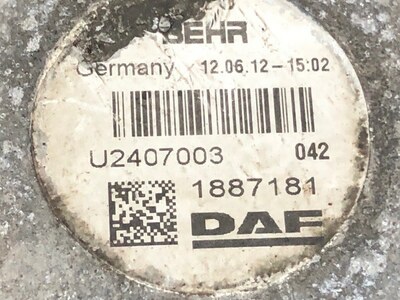 BEHR
Germany 12.06.12-15:02
U2407003 042
1887181
DAF